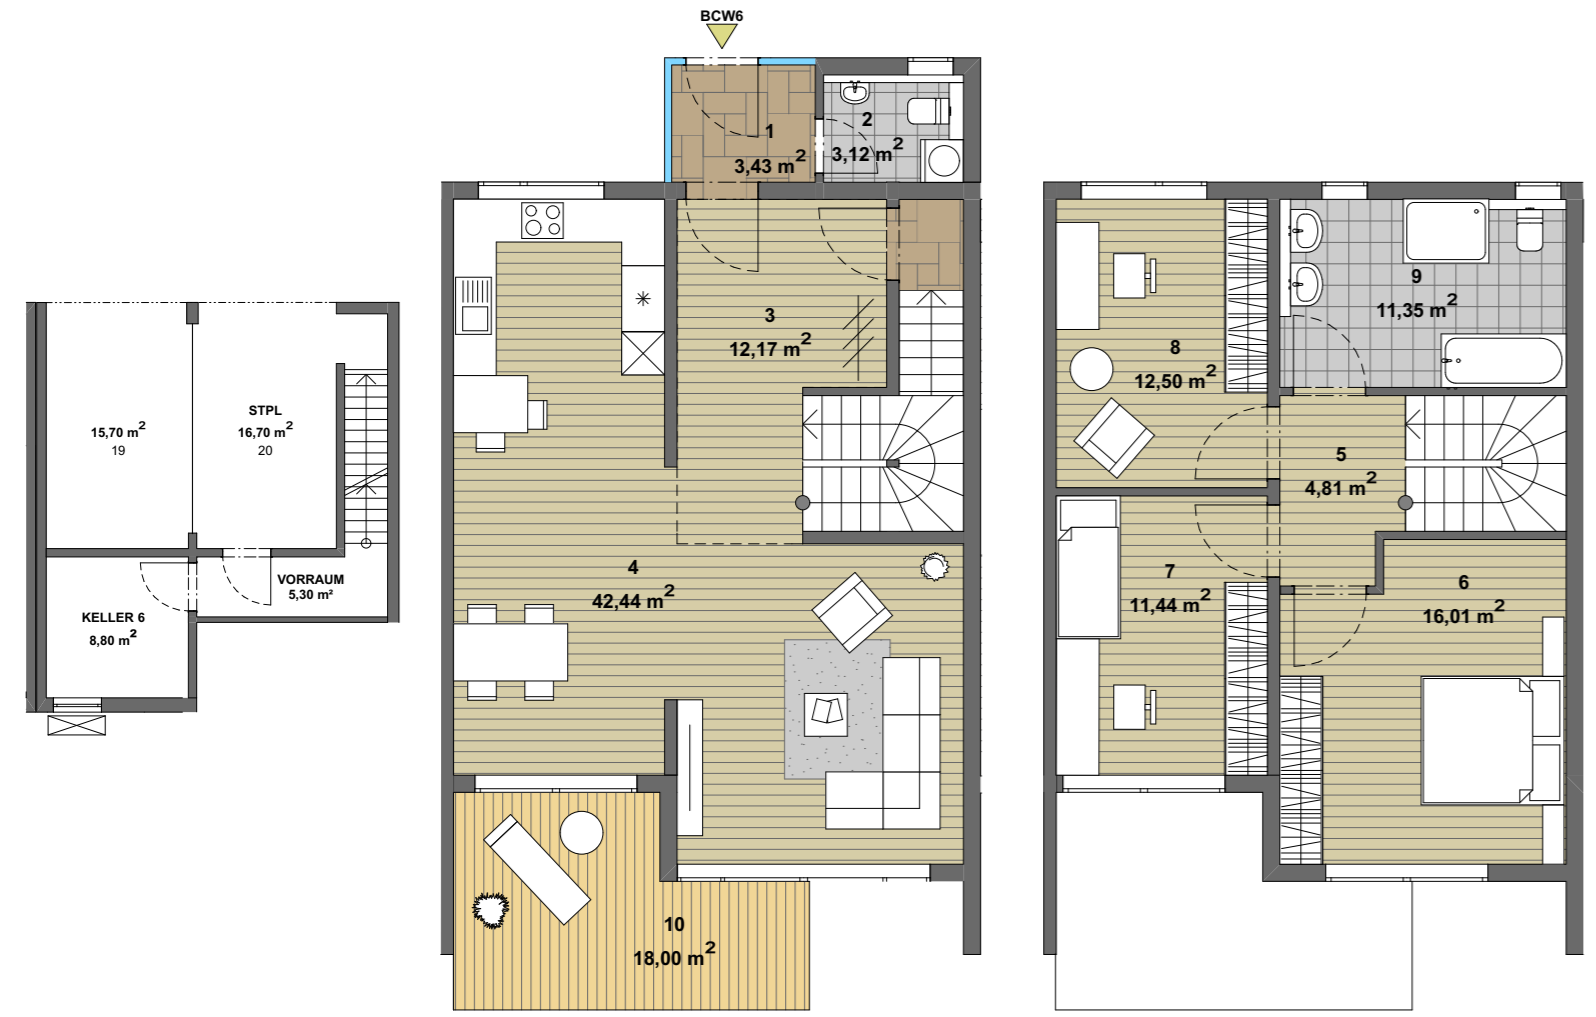 BCW6
1
3,43 m²
2
3,12 m²
3
12,17 m²
4
42,44 m²
10
18,00 m²
15,70 m²
19
STPL
16,70 m²
20
VORRAUM
5,30 m²
KELLER 6
8,80 m²
8
12,50 m²
9
11,35 m²
5
4,81 m²
7
11,44 m²
6
16,01 m²